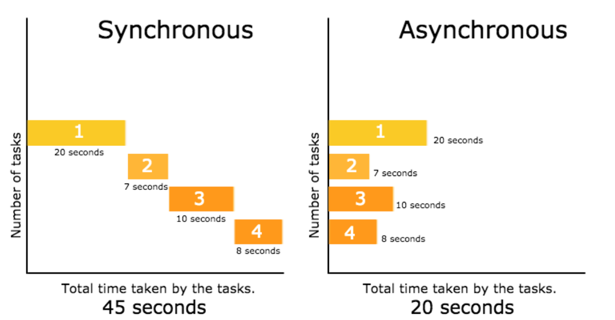 Synchronous
Number of tasks
1
20 seconds
2
7 seconds
3
10 seconds
4
8 seconds
Total time taken by the tasks.
45 seconds
Asynchronous
Number of tasks
1
20 seconds
2
7 seconds
3
10 seconds
4
8 seconds
Total time taken by the tasks.
20 seconds